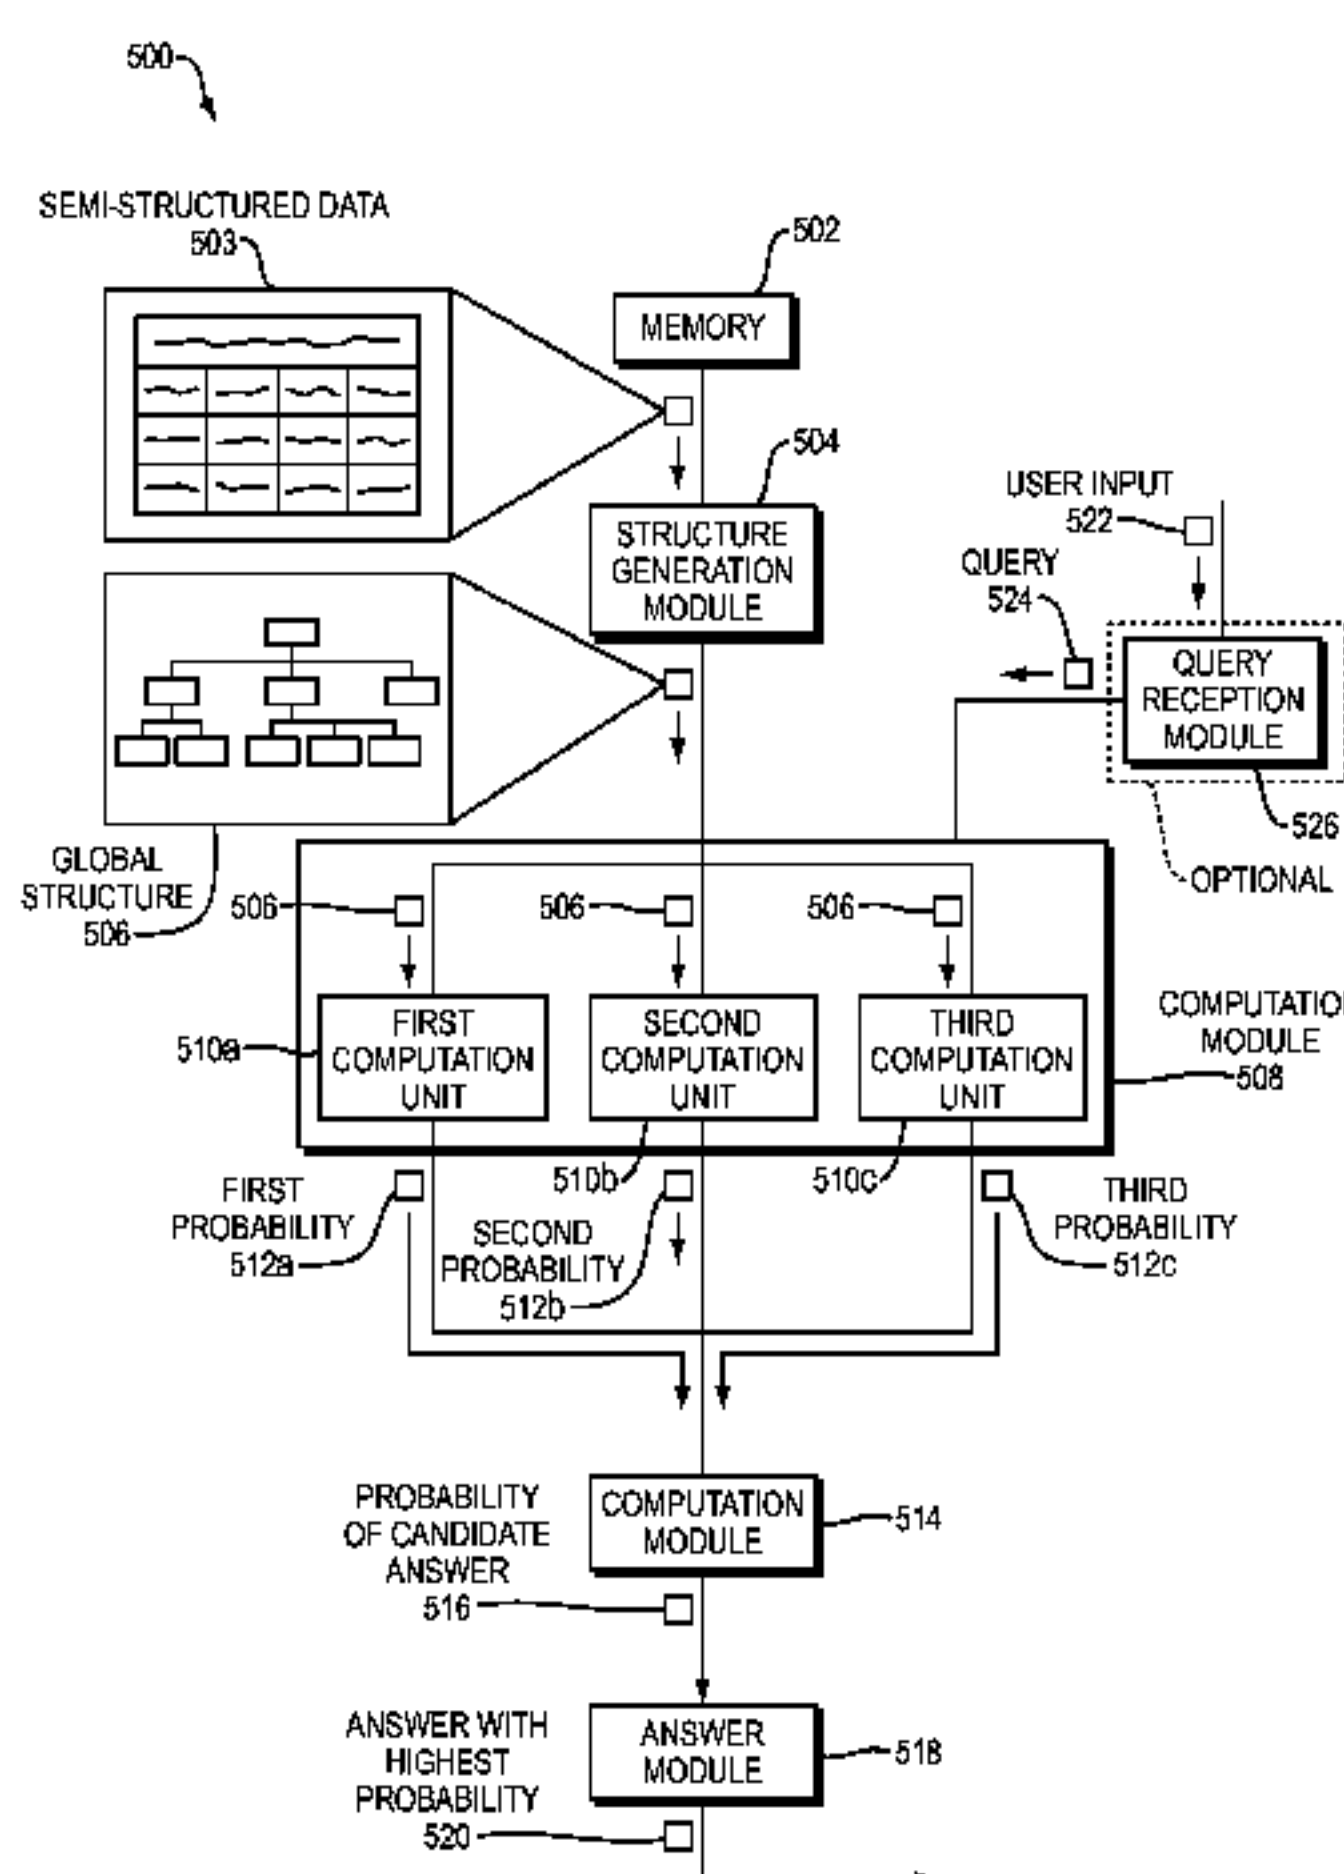 500
SEMI-STRUCTURED DATA
503
502
MEMORY
504
STRUCTURE
GENERATION
MODULE
USER INPUT
522
QUERY
524
QUERY
RECEPTION
MODULE
526
OPTIONAL
GLOBAL
STRUCTURE
506
506
506
506
FIRST
COMPUTATION
UNIT
510a
SECOND
COMPUTATION
UNIT
510b
THIRD
COMPUTATION
UNIT
510c
COMPUTATIO
MODULE
508
FIRST
PROBABILITY
512a
SECOND
PROBABILITY
512b
THIRD
PROBABILITY
512c
COMPUTATION
MODULE
514
PROBABILITY
OF CANDIDATE
ANSWER
516
ANSWER
MODULE
518
ANSWER WITH
HIGHEST
PROBABILITY
520